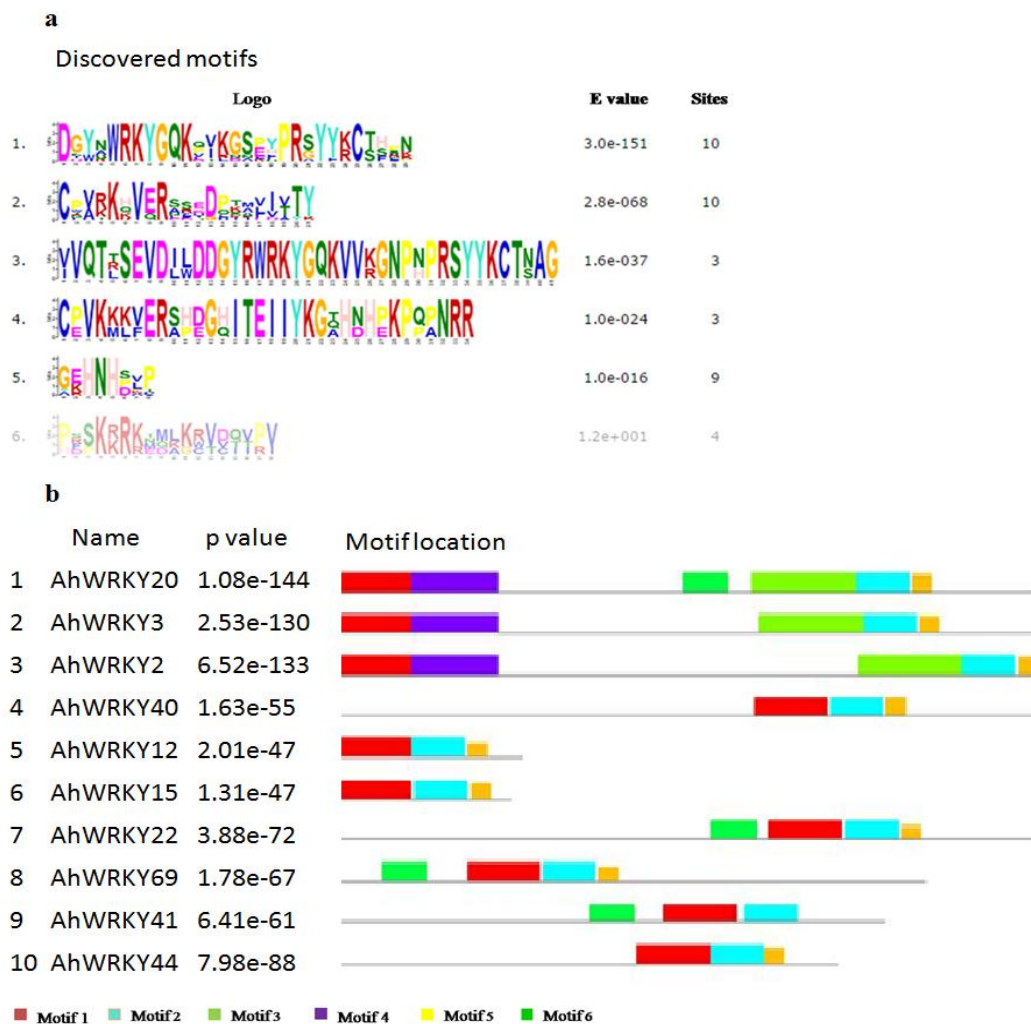 a
Discovered motifs
Logo E value Sites
1. 3.0e-151 10
2. 2.8e-068 10
3. 1.6e-037 3
4. 1.0e-024 3
5. 1.0e-016 9
6. 1.2e+001 4
b
Name p value Motif location
1 AhWRKY20 1.08e-144
2 AhWRKY3 2.53e-130
3 AhWRKY2 6.52e-133
4 AhWRKY40 1.63e-55
5 AhWRKY12 2.01e-47
6 AhWRKY15 1.31e-47
7 AhWRKY22 3.88e-72
8 AhWRKY69 1.78e-67
9 AhWRKY41 6.41e-61
10 AhWRKY44 7.98e-88
Motif 1 Motif 2 Motif 3 Motif 4 Motif 5 Motif 6